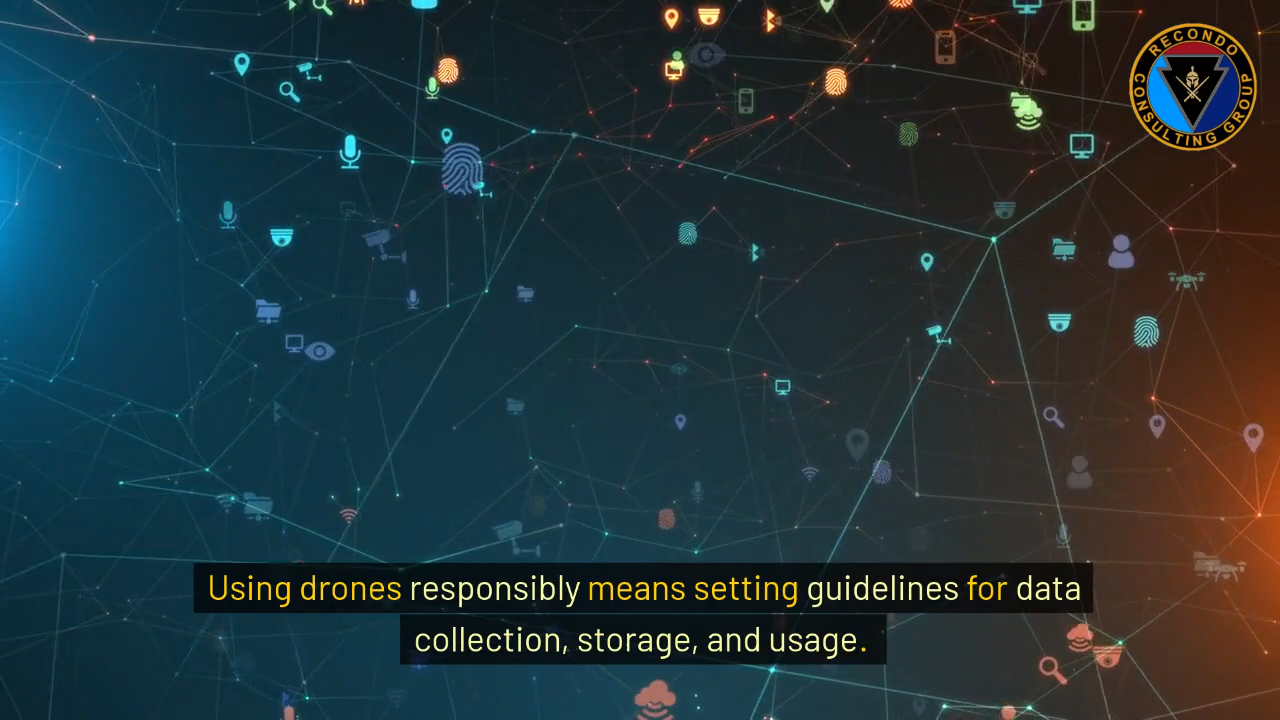 RECONDO
CONSULTING GROUP
Using drones responsibly means setting guidelines for data
collection, storage, and usage.